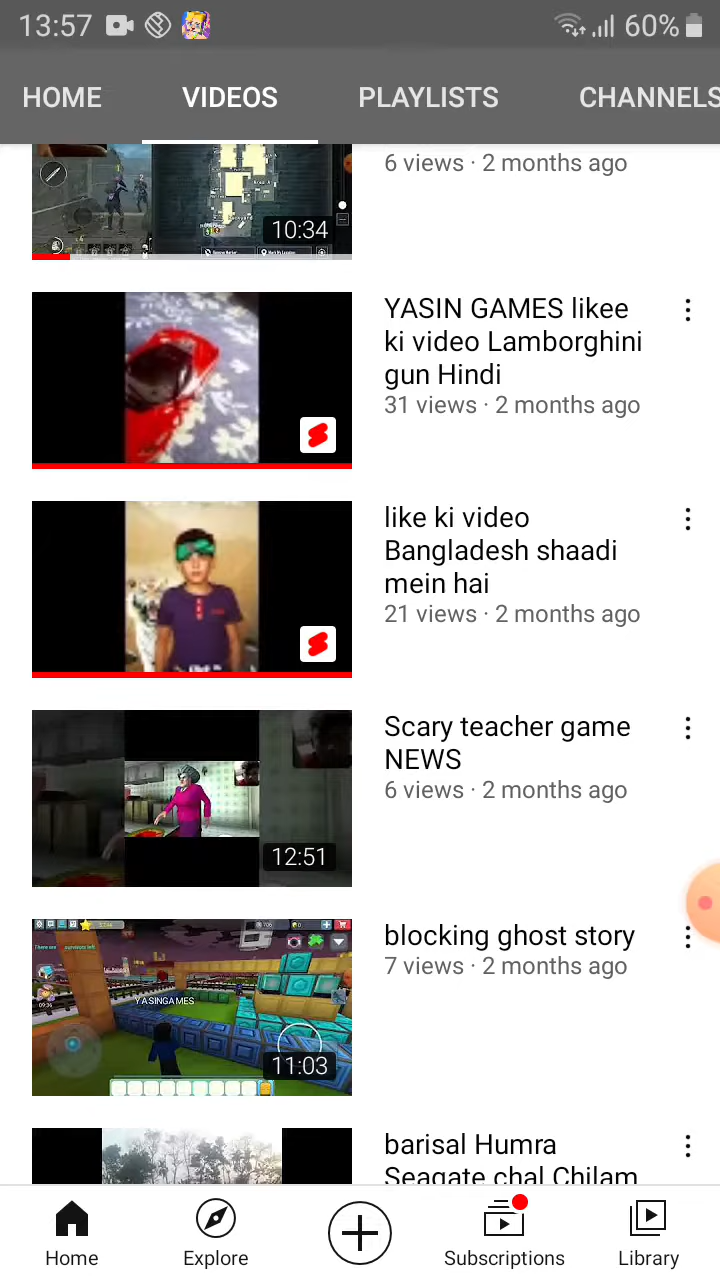 13:57
60%
HOME VIDEOS PLAYLISTS CHANNELS
6 views · 2 months ago
10:34
YASIN GAMES likee
ki video Lamborghini
gun Hindi
31 views · 2 months ago
like ki video
Bangladesh shaadi
mein hai
21 views · 2 months ago
Scary teacher game
NEWS
6 views · 2 months ago
12:51
blocking ghost story
7 views · 2 months ago
YASINGAMES
11:03
barisal Humra
Seagate chal Chilam
Home Explore Subscriptions Library